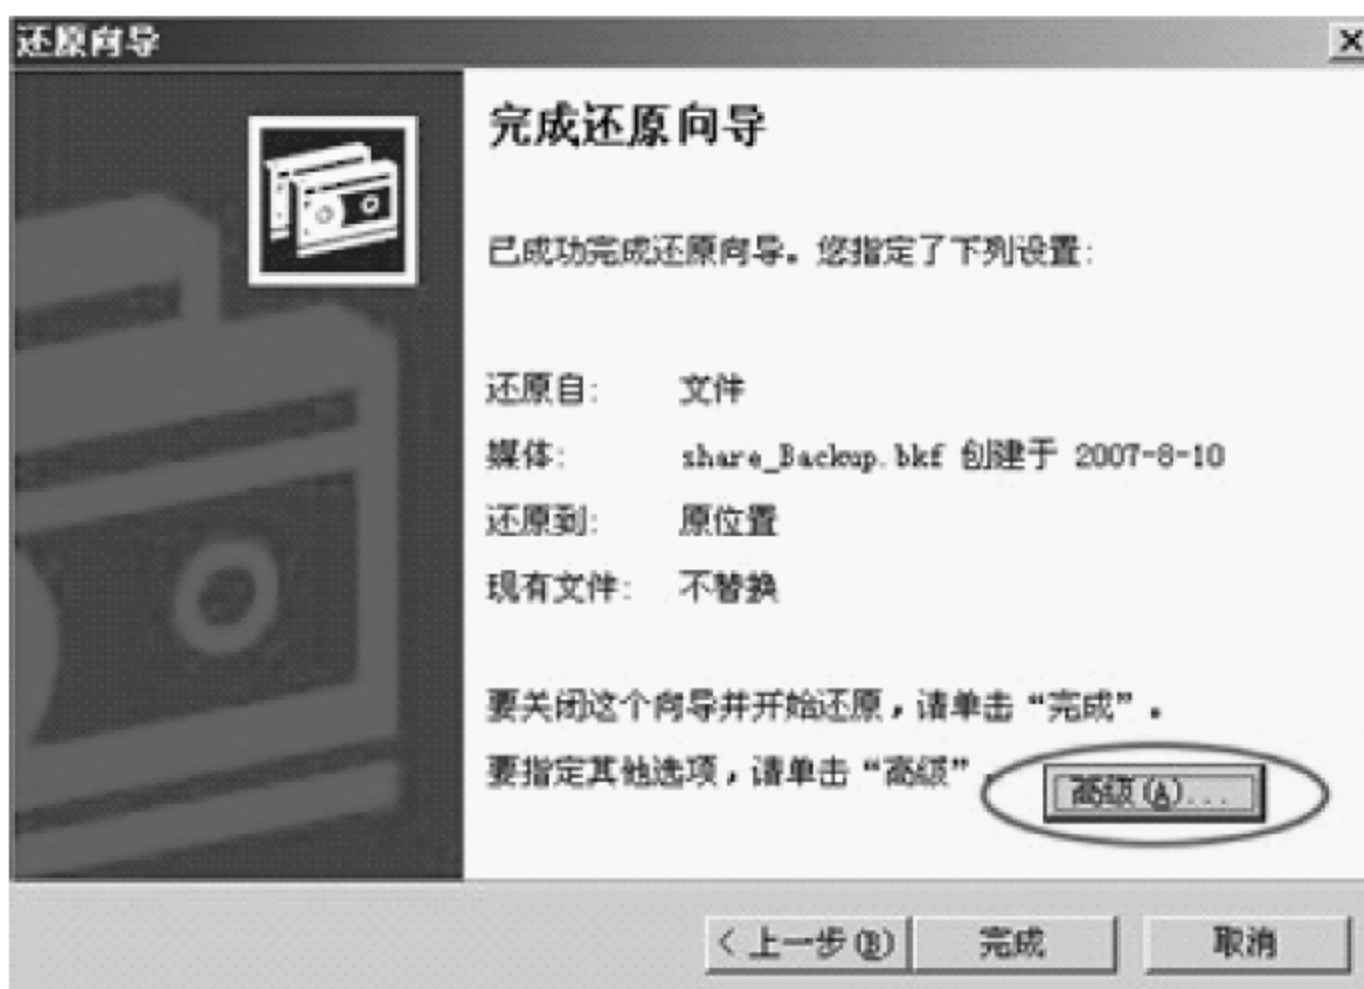 还原向导
完成还原向导
已成功完成还原向导。您指定了下列设置:
还原自: 文件
媒体: share_Backup.bkf 创建于 2007-8-10
还原到: 原位置
现有文件: 不替换
要关闭这个向导并开始还原,请单击“完成”。
要指定其他选项,请单击“高级”. 高级(A)...
< 上一步(B) 完成 取消